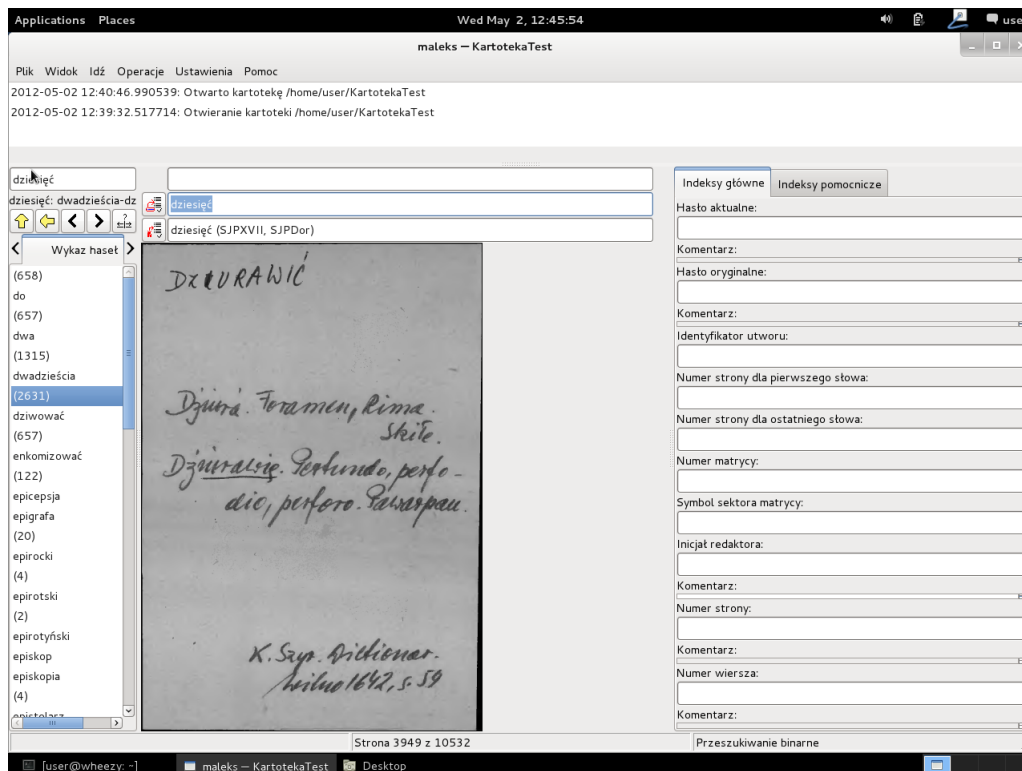 Applications Places
Wed May 2, 12:45:54
use
maleks — KartotekaTest
Plik Widok Idź Operacje Ustawienia Pomoc
2012-05-02 12:40:46.990539: Otwarto kartotekę /home/user/KartotekaTest
2012-05-02 12:39:32.517714: Otwieranie kartoteki /home/user/KartotekaTest
dziesięć
dziesięć: dwadzieścia-dz
Wykaz haseł
(658)
do
(657)
dwa
(1315)
dwadzieścia
(2631)
dziwować
(657)
enkomizować
(122)
epicepsja
epigrafa
(20)
epirocki
(4)
epirotski
(2)
epirotyński
episkop
episkopia
(4)
epistolasz
dziesięć
dziesięć (SJPXVII, SJPDor)
DZIURAWIĆ
Dziura. Foramen, Rima.
Skile.
Dziurawię. Pertundo, perfo-
dio, perforo. Pawarpau.
K. Szyr. Dictionar.
Wilno 1642, s. 59
Indeksy główne Indeksy pomocnicze
Hasło aktualne:
Komentarz:
Hasło oryginalne:
Komentarz:
Identyfikator utworu:
Numer strony dla pierwszego słowa:
Numer strony dla ostatniego słowa:
Numer matrycy:
Symbol sektora matrycy:
Inicjał redaktora:
Komentarz:
Numer strony:
Komentarz:
Numer wiersza:
Komentarz:
Strona 3949 z 10532
Przeszukiwanie binarne
[user@wheezy: ~]
maleks — KartotekaTest
Desktop